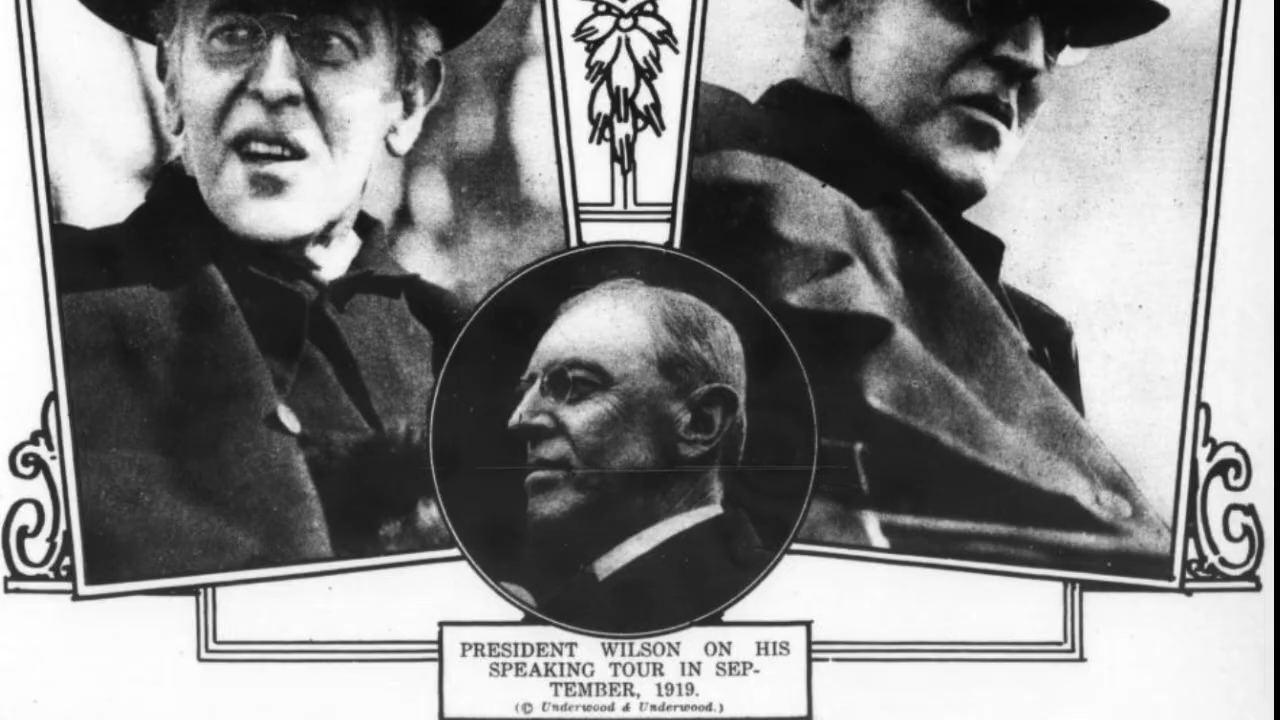 PRESIDENT WILSON ON HIS
SPEAKING TOUR IN SEP-
TEMBER, 1919.
(© Underwood & Underwood.)